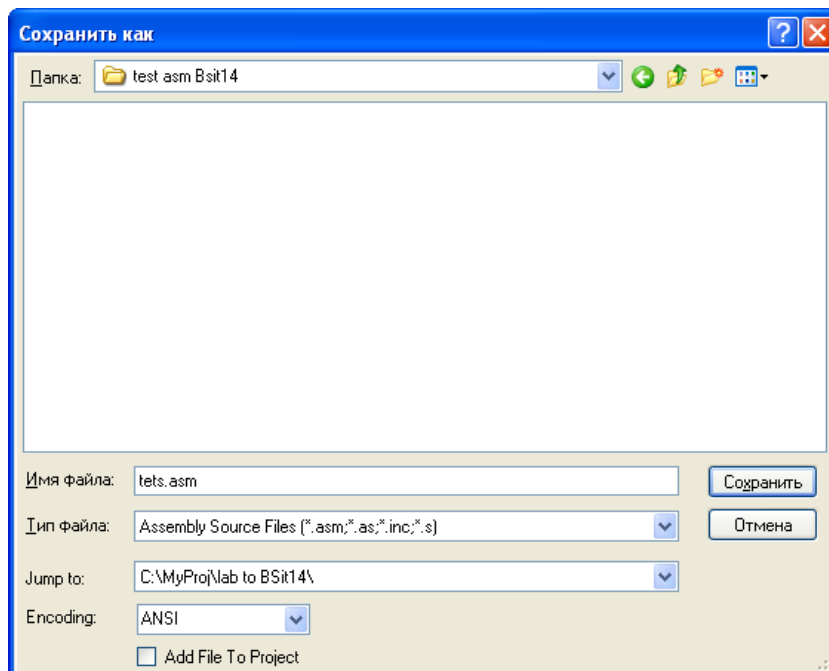 Сохранить как
Папка: test asm Bsit14
Имя файла: tets.asm Сохранить
Тип файла: Assembly Source Files (*.asm;*.as;*.inc;*.s) Отмена
Jump to: C:\MyProj\lab to BSit14\
Encoding: ANSI
Add File To Project